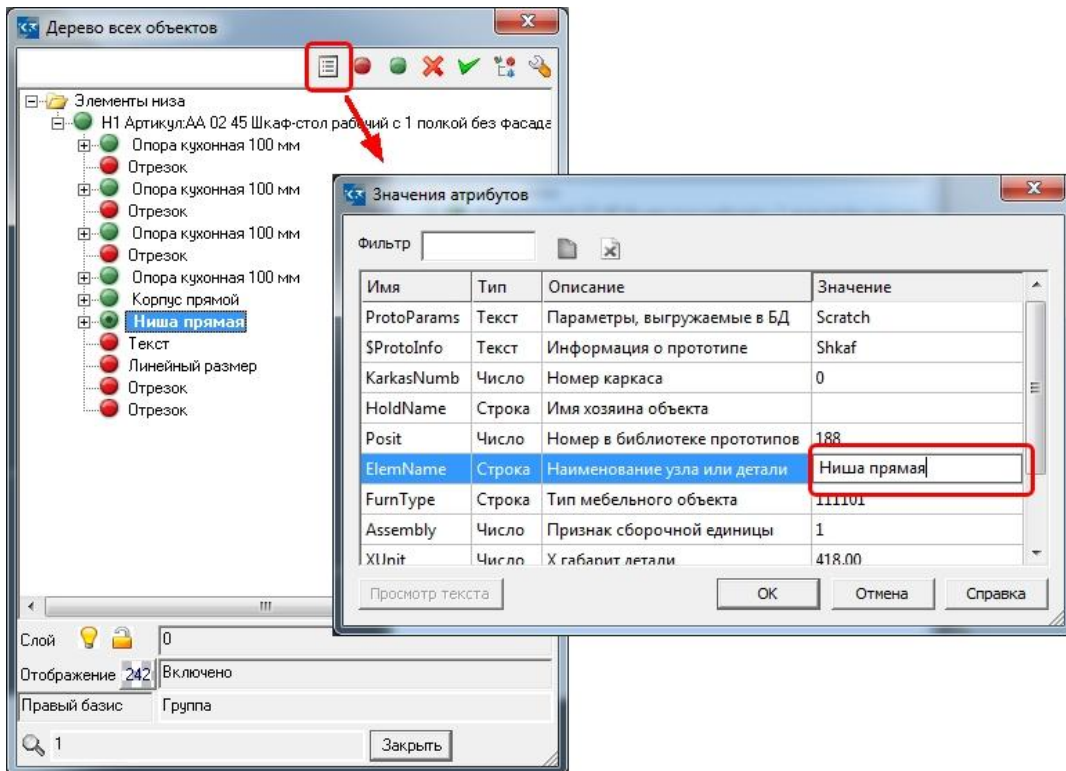 Дерево всех объектов
Элементы низа
Н1 Артикул:АА 02 45 Шкаф-стол рабочий с 1 полкой без фасада
Опора кухонная 100 мм
Отрезок
Опора кухонная 100 мм
Отрезок
Опора кухонная 100 мм
Отрезок
Опора кухонная 100 мм
Корпус прямой
Ниша прямая
Текст
Линейный размер
Отрезок
Отрезок
Слой 0
Отображение 242 Включено
Правый базис Группа
1 Закрыть
Значения атрибутов
Фильтр
Имя Тип Описание Значение
ProtoParams Текст Параметры, выгружаемые в БД Scratch
$ProtoInfo Текст Информация о прототипе Shkaf
KarkasNumb Число Номер каркаса 0
HoldName Строка Имя хозяина объекта
Posit Число Номер в библиотеке прототипов 188
ElemName Строка Наименование узла или детали Ниша прямая
FurnType Строка Тип мебельного объекта 111101
Assembly Число Признак сборочной единицы 1
XUnit Число X габарит детали 418.00
Просмотр текста ОК Отмена Справка